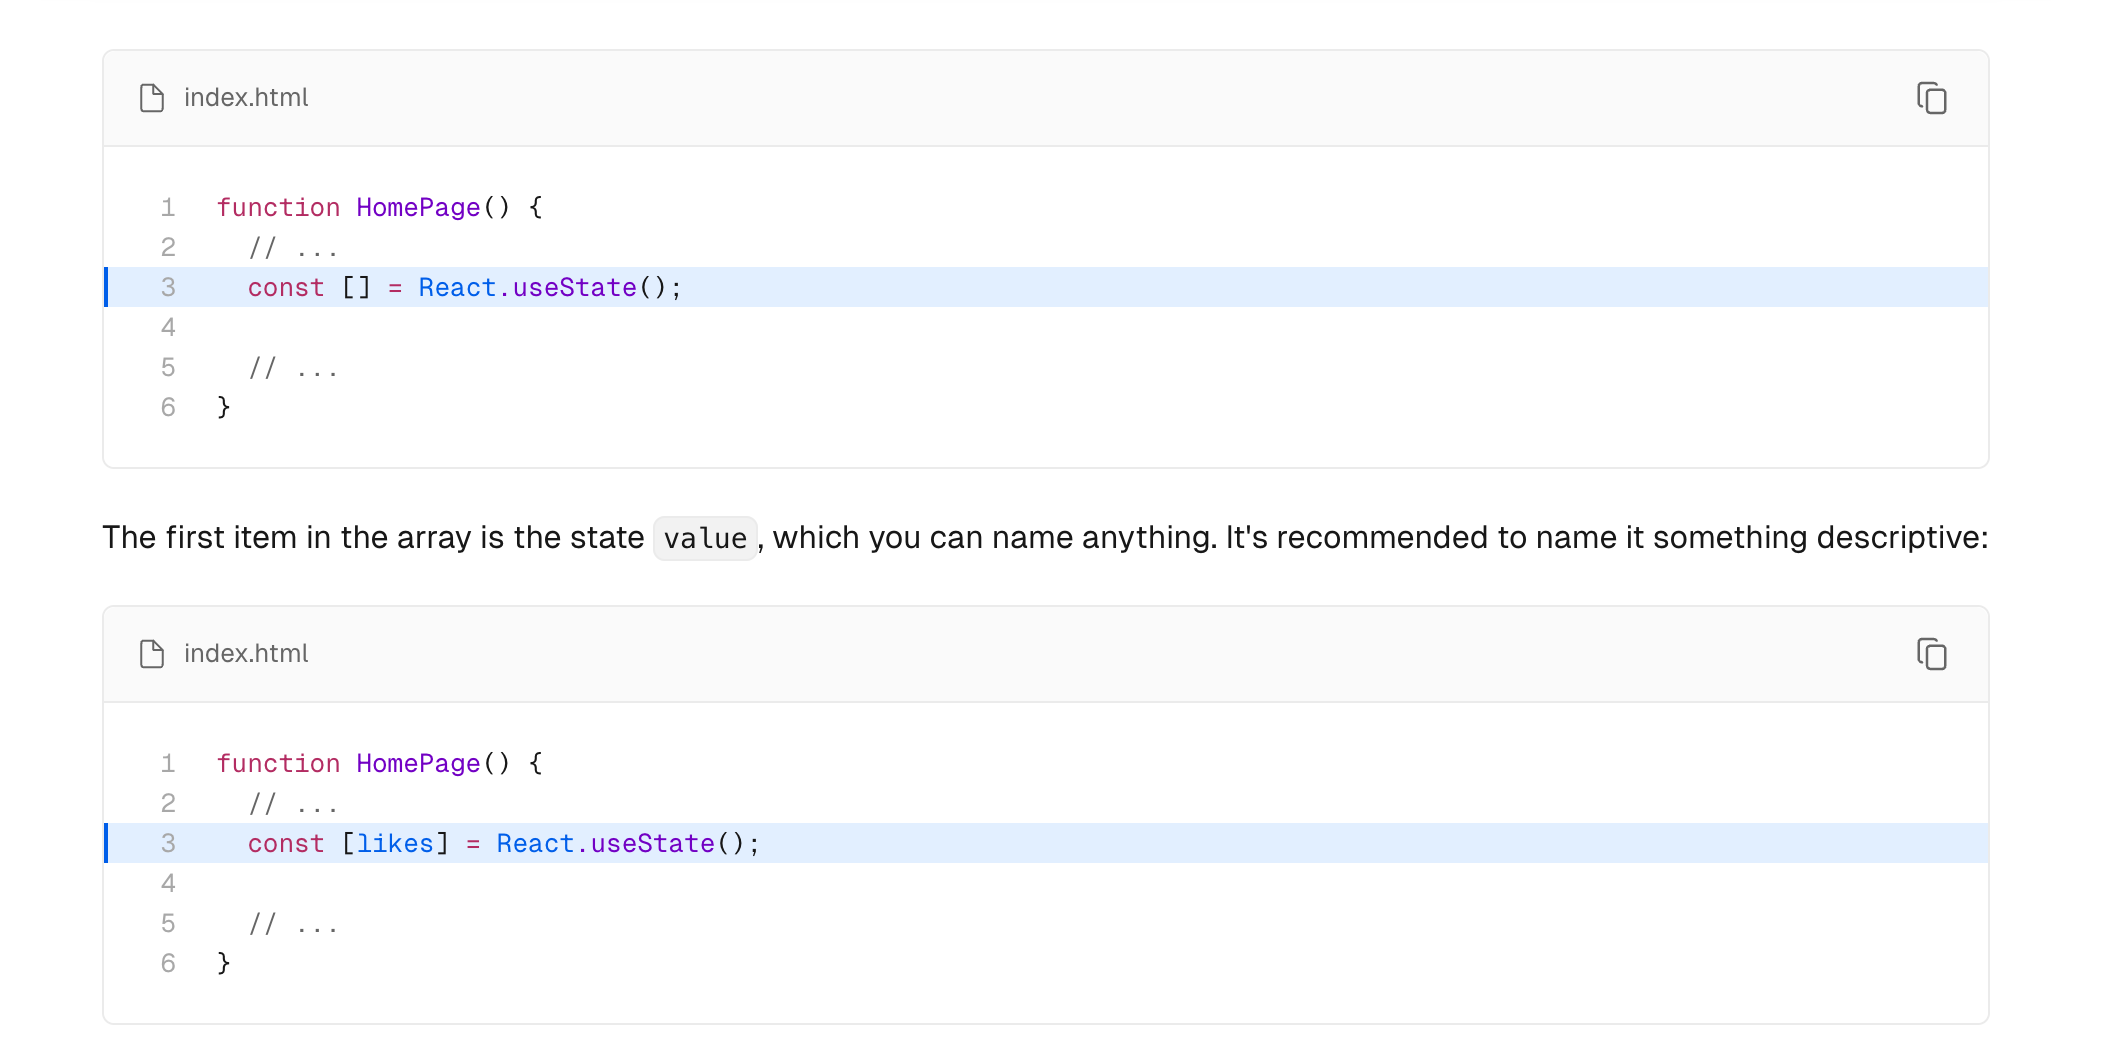 index.html
1 function HomePage() {
2   // ...
3   const [] = React.useState();
4
5   // ...
6 }
The first item in the array is the state value, which you can name anything. It's recommended to name it something descriptive:
index.html
1 function HomePage() {
2   // ...
3   const [likes] = React.useState();
4
5   // ...
6 }